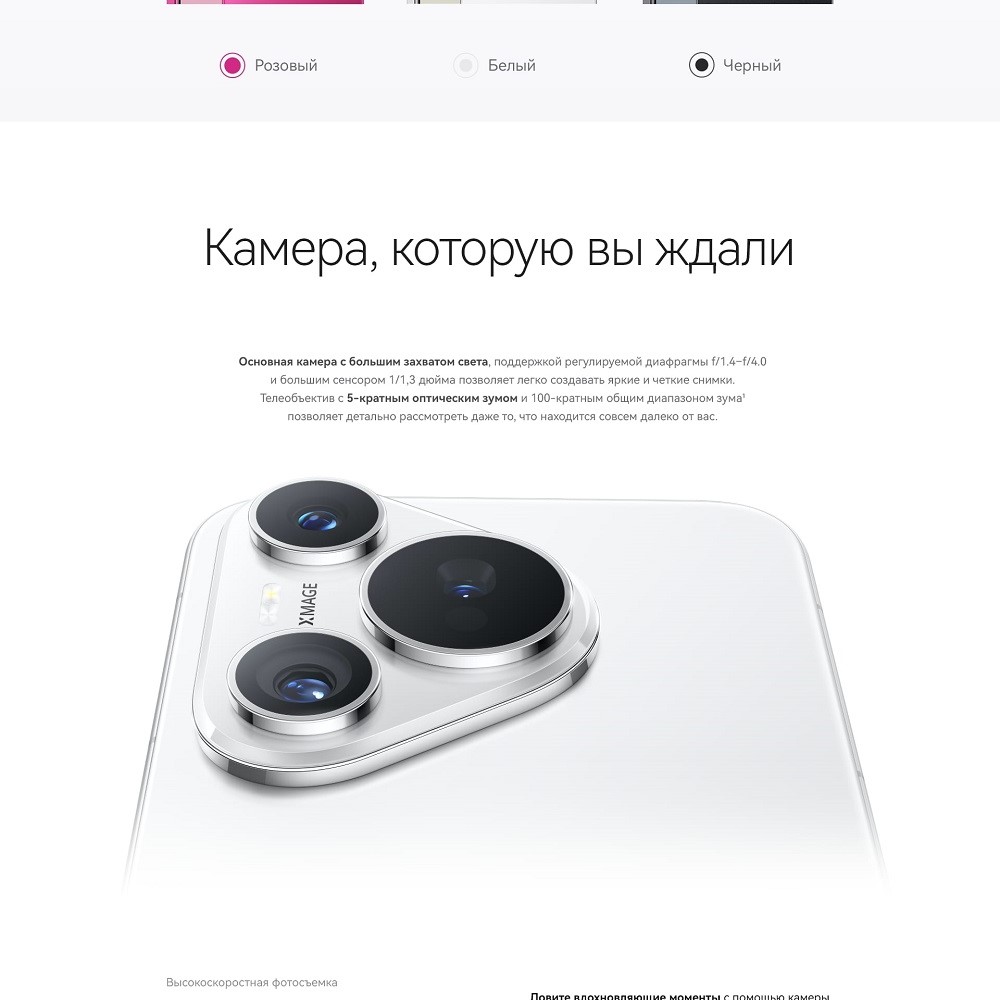 Розовый
Белый
Черный
Камера, которую вы ждали
Основная камера с большим захватом света, поддержкой регулируемой диафрагмы f/1.4–f/4.0
и большим сенсором 1/1,3 дюйма позволяет легко создавать яркие и четкие снимки.
Телеобъектив с 5-кратным оптическим зумом и 100-кратным общим диапазоном зума¹
позволяет детально рассмотреть даже то, что находится совсем далеко от вас.
XMAGE
Высокоскоростная фотосъемка
Ловите вдохновляющие моменты с помощью камеры